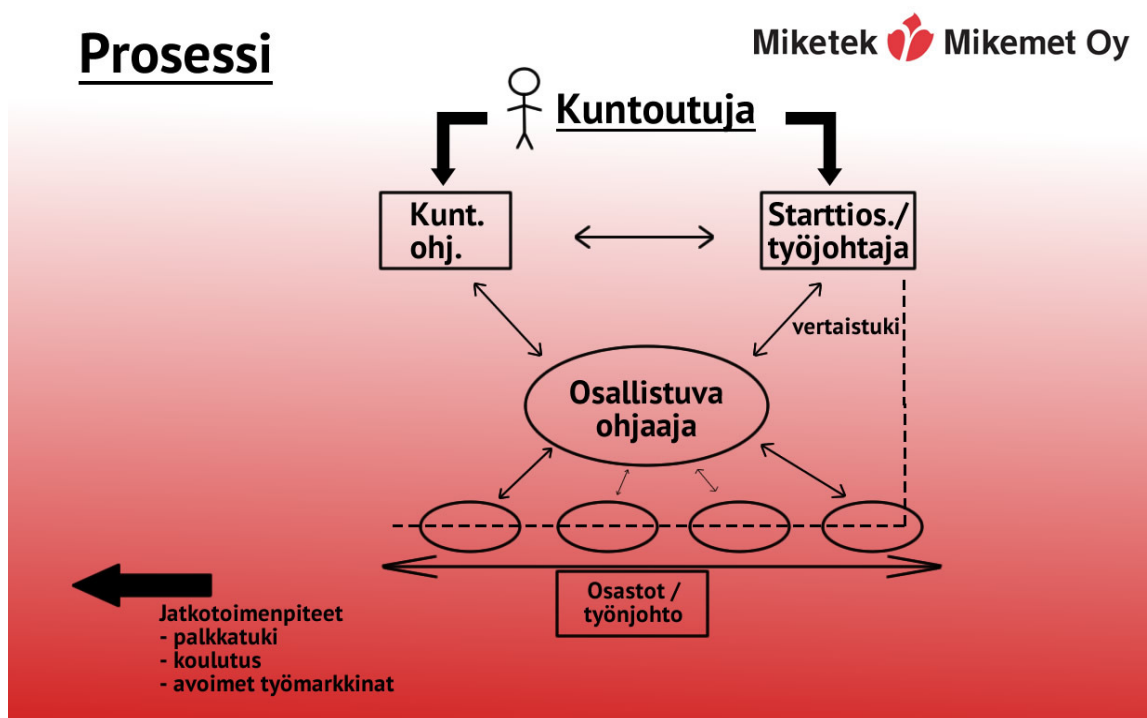 Prosessi
Miketek Mikemet Oy
Kuntoutuja
Kunt.
ohj.
Starttios./
työjohtaja
vertaistuki
Osallistuva
ohjaaja
Osastot /
työnjohto
Jatkotoimenpiteet
- palkkatuki
- koulutus
- avoimet työmarkkinat